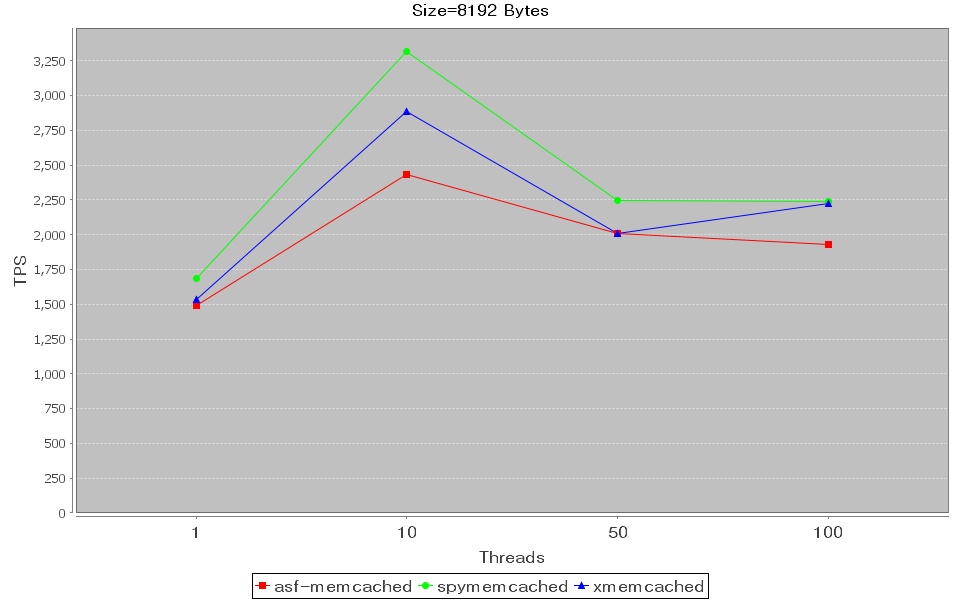 Size=8192 Bytes
3,250
3,000
2,750
2,500
2,250
2,000
1,750
1,500
1,250
1,000
750
500
250
0
TPS
1 10 50 100
Threads
asf-memcached spymemcached xmemcached